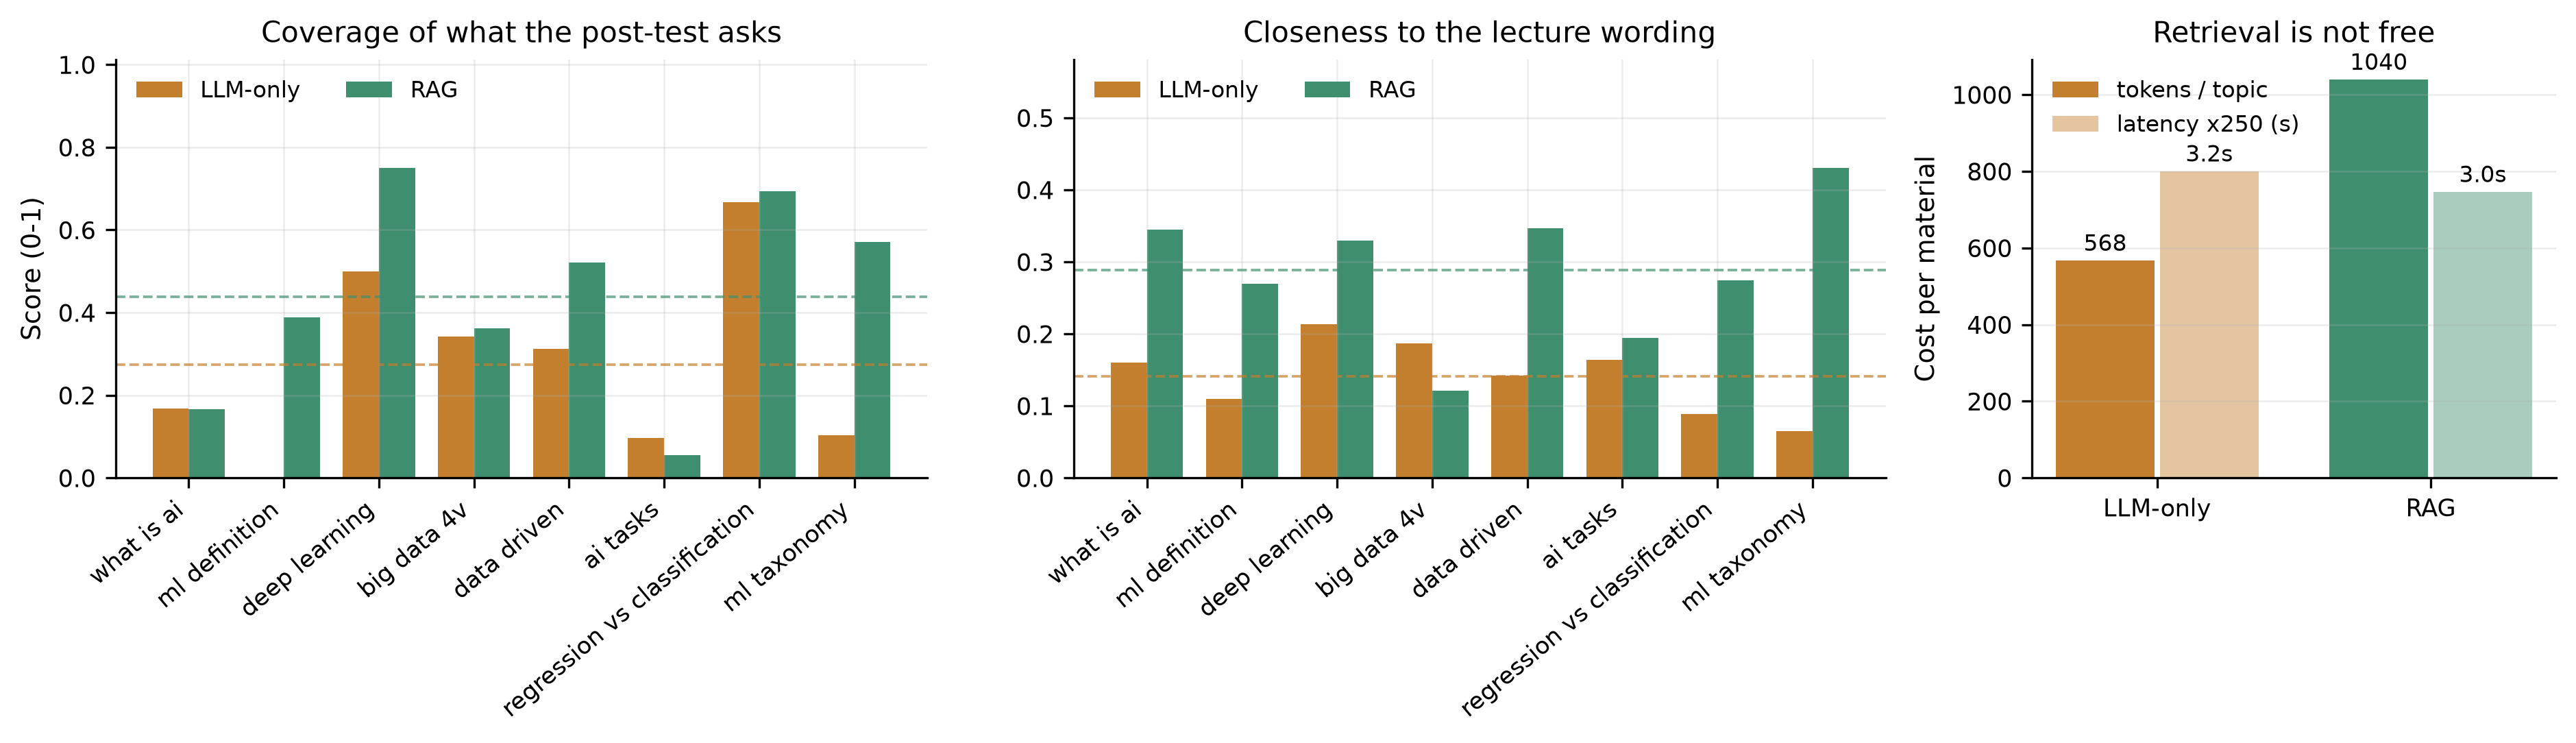 Coverage of what the post-test asks
LLM-only
RAG
Score (0-1)
1.0
0.8
0.6
0.4
0.2
0.0
what is ai
ml definition
deep learning
big data 4v
data driven
ai tasks
regression vs classification
ml taxonomy
Closeness to the lecture wording
LLM-only
RAG
0.5
0.4
0.3
0.2
0.1
0.0
what is ai
ml definition
deep learning
big data 4v
data driven
ai tasks
regression vs classification
ml taxonomy
Retrieval is not free
tokens / topic
latency x250 (s)
Cost per material
1000
800
600
400
200
0
568
3.2s
1040
3.0s
LLM-only
RAG